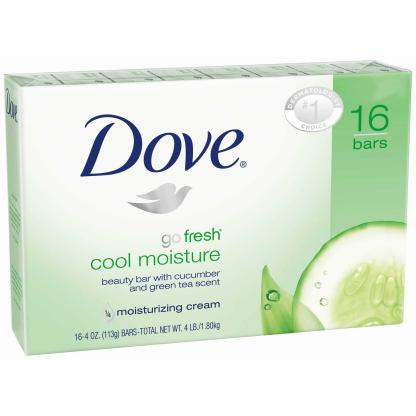 DERMATOLOGIST
#1
CHOICE
16
bars
Dove®
go fresh®
cool moisture
beauty bar with cucumber
and green tea scent
¼ moisturizing cream
16-4 OZ. (113g) BARS-TOTAL NET WT. 4 LB./1.80kg